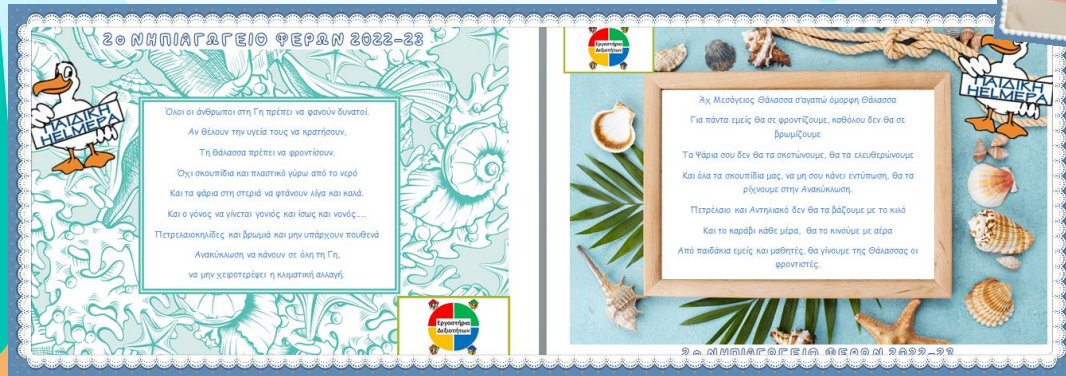 2ο ΝΗΠΙΑΓΩΓΕΙΟ ΦΕΡΩΝ 2022-23
ΠΑΙΔΙΚΗ
HELMEPA
Όλοι οι άνθρωποι στη Γη πρέπει να φανούν δυνατοί.
Αν θέλουν την υγεία τους να κρατήσουν,
Τη θάλασσα πρέπει να φροντίσουν.
Όχι σκουπίδια και πλαστικό γύρω από το νερό
Και τα ψάρια στη στεριά να φτάνουν λίγα και καλά.
Και ο γόνος να γίνεται γονιός και ίσως και νονός....
Πετρελαιοκηλίδες και βρωμιά και μην υπάρχουν πουθενά
Ανακύκλωση να κάνουν σε όλη τη Γη,
να μην χειροτερέψει η κλιματική αλλαγή.
Εργαστήρια
Δεξιοτήτων
Εργαστήρια
Δεξιοτήτων
ΠΑΙΔΙΚΗ
HELMEPA
Άχ Μεσόγειος Θάλασσα σ'αγαπώ όμορφη Θάλασσα
Για πάντα εμείς θα σε φροντίζουμε, καθόλου δεν θα σε
βρωμίζουμε
Τα Ψάρια σου δεν θα τα σκοτώνουμε, θα τα ελευθερώνουμε
Και όλα τα σκουπίδια μας, να μη σου κάνει εντύπωση, θα τα
ρίχνουμε στην Ανακύκλωση.
Πετρέλαιο και Αντηλιακό δεν θα τα βάζουμε με το κιλό
Και το καράβι κάθε μέρα, θα το κινούμε με αέρα
Από παιδάκια εμείς και μαθητές, θα γίνουμε της Θάλασσας οι
φροντιστές.
2ο ΝΗΠΙΑΓΩΓΕΙΟ ΦΕΡΩΝ 2022-23